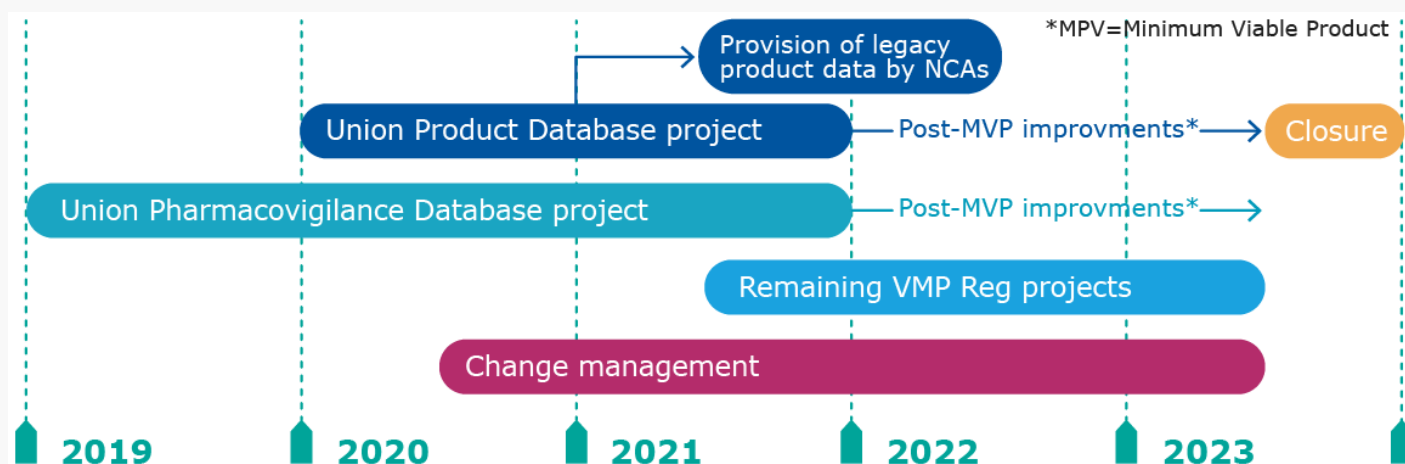 *MPV=Minimum Viable Product
Provision of legacy
product data by NCAs
Union Product Database project
Post-MVP improvments*
Closure
Union Pharmacovigilance Database project
Post-MVP improvments*
Remaining VMP Reg projects
Change management
2019
2020
2021
2022
2023